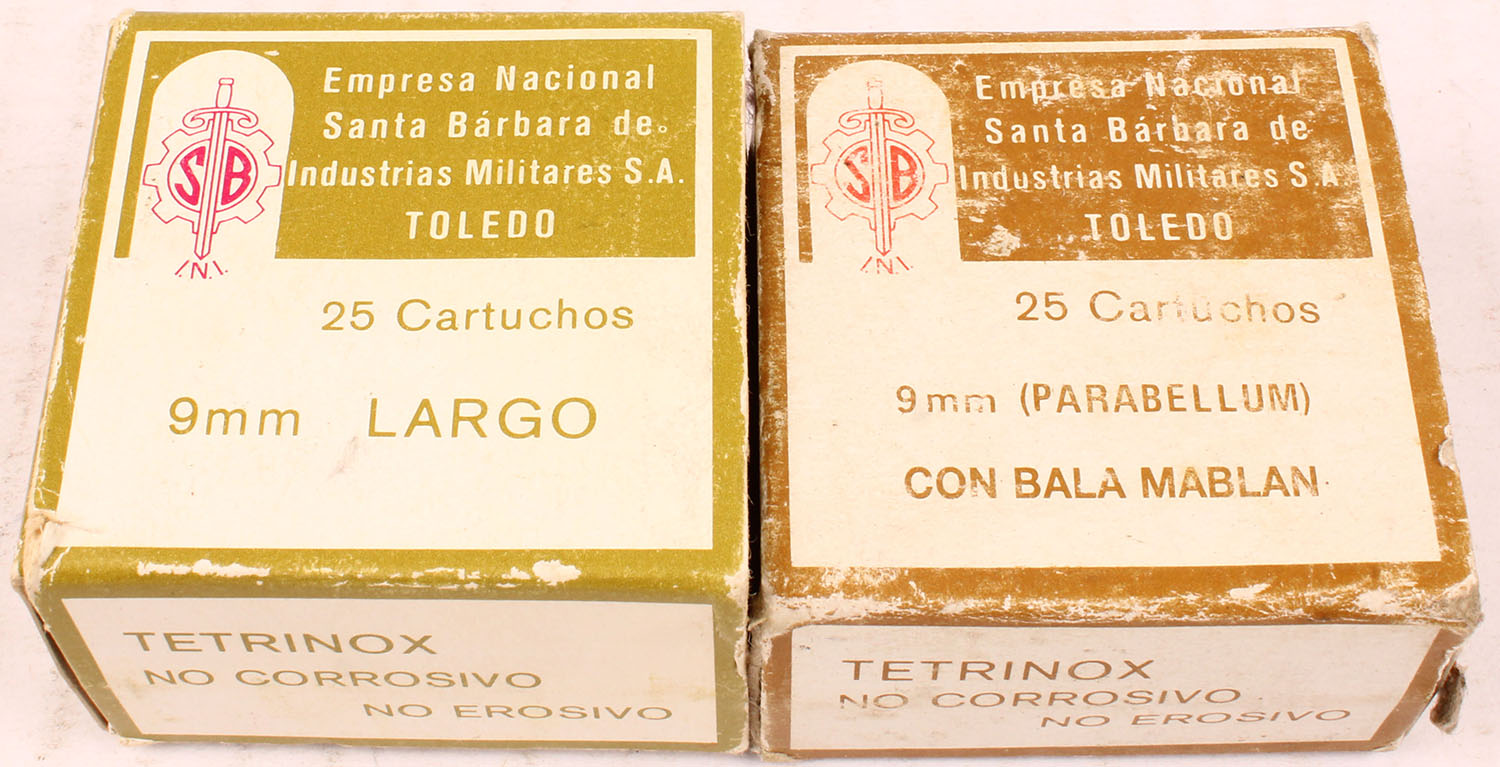 Empresa Nacional
Santa Bárbara de
Industrias Militares S.A.
TOLEDO
SB
I.N.I.
25 Cartuchos
9mm LARGO
TETRINOX
NO CORROSIVO
NO EROSIVO
Empresa Nacional
Santa Bárbara de
Industrias Militares S.A
TOLEDO
SB
I.N.I.
25 Cartuchos
9mm (PARABELLUM)
CON BALA MABLAN
TETRINOX
NO CORROSIVO
NO EROSIVO